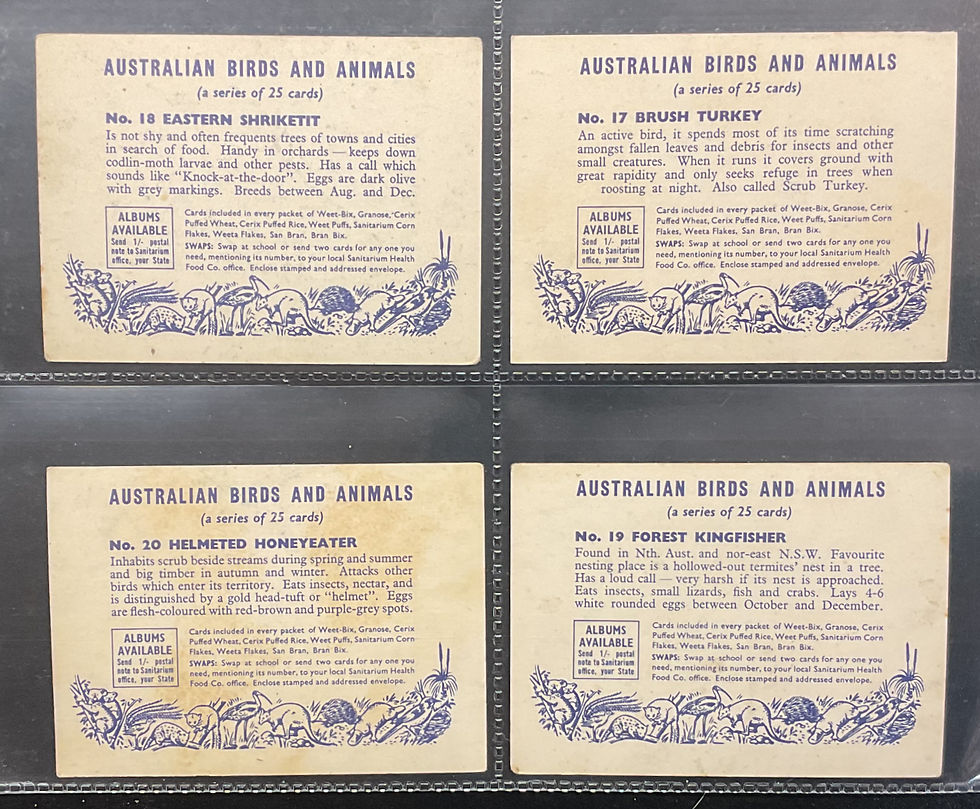 AUSTRALIAN BIRDS AND ANIMALS
(a series of 25 cards)
No. 18 EASTERN SHRIKETIT
Is not shy and often frequents trees of towns and cities
in search of food. Handy in orchards — keeps down
codlin-moth larvae and other pests. Has a call which
sounds like "Knock-at-the-door". Eggs are dark olive
with grey markings. Breeds between Aug. and Dec.
ALBUMS
AVAILABLE
Send 1/- postal
note to Sanitarium
office, your State
Cards included in every packet of Weet-Bix, Granose, Cerix
Puffed Wheat, Cerix Puffed Rice, Weet Puffs, Sanitarium Corn
Flakes, Weeta Flakes, San Bran, Bran Bix.
SWAPS: Swap at school or send two cards for any one you
need, mentioning its number, to your local Sanitarium Health
Food Co. office. Enclose stamped and addressed envelope.
AUSTRALIAN BIRDS AND ANIMALS
(a series of 25 cards)
No. 17 BRUSH TURKEY
An active bird, it spends most of its time scratching
amongst fallen leaves and debris for insects and other
small creatures. When it runs it covers ground with
great rapidity and only seeks refuge in trees when
roosting at night. Also called Scrub Turkey.
ALBUMS
AVAILABLE
Send 1/- postal
note to Sanitarium
office, your State
Cards included in every packet of Weet-Bix, Granose, Cerix
Puffed Wheat, Cerix Puffed Rice, Weet Puffs, Sanitarium Corn
Flakes, Weeta Flakes, San Bran, Bran Bix.
SWAPS: Swap at school or send two cards for any one you
need, mentioning its number, to your local Sanitarium Health
Food Co. office. Enclose stamped and addressed envelope.
AUSTRALIAN BIRDS AND ANIMALS
(a series of 25 cards)
No. 20 HELMETED HONEYEATER
Inhabits scrub beside streams during spring and summer
and big timber in autumn and winter. Attacks other
birds which enter its territory. Eats insects, nectar, and
is distinguished by a gold head-tuft or "helmet". Eggs
are flesh-coloured with red-brown and purple-grey spots.
ALBUMS
AVAILABLE
Send 1/- postal
note to Sanitarium
office, your State
Cards included in every packet of Weet-Bix, Granose, Cerix
Puffed Wheat, Cerix Puffed Rice, Weet Puffs, Sanitarium Corn
Flakes, Weeta Flakes, San Bran, Bran Bix.
SWAPS: Swap at school or send two cards for any one you
need, mentioning its number, to your local Sanitarium Health
Food Co. office. Enclose stamped and addressed envelope.
AUSTRALIAN BIRDS AND ANIMALS
(a series of 25 cards)
No. 19 FOREST KINGFISHER
Found in Nth. Aust. and nor-east N.S.W. Favourite
nesting place is a hollowed-out termites' nest in a tree.
Has a loud call — very harsh if its nest is approached.
Eats insects, small lizards, fish and crabs. Lays 4-6
white rounded eggs between October and December.
ALBUMS
AVAILABLE
Send 1/- postal
note to Sanitarium
office, your State
Cards included in every packet of Weet-Bix, Granose, Cerix
Puffed Wheat, Cerix Puffed Rice, Weet Puffs, Sanitarium Corn
Flakes, Weeta Flakes, San Bran, Bran Bix.
SWAPS: Swap at school or send two cards for any one you
need, mentioning its number, to your local Sanitarium Health
Food Co. office. Enclose stamped and addressed envelope.